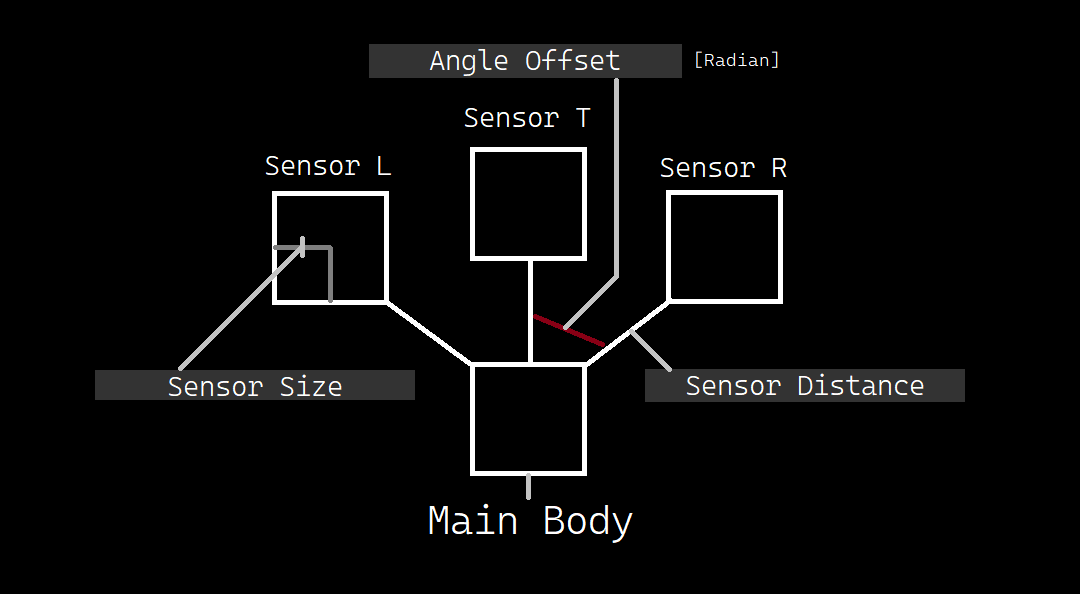 Angle Offset [Radian]
Sensor T
Sensor L
Sensor R
Sensor Size
Sensor Distance
Main Body